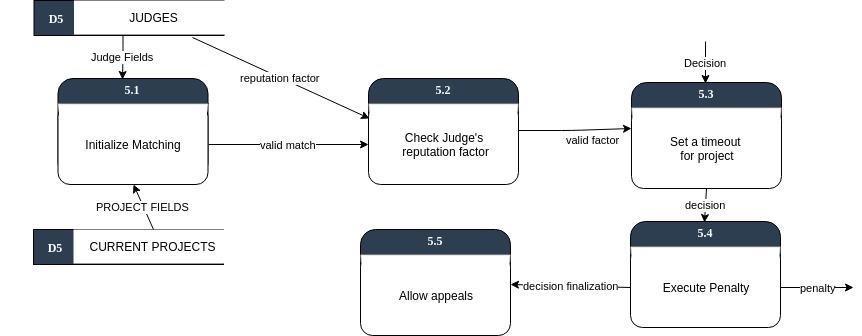 D5
JUDGES
Judge Fields
reputation factor
Decision
5.1
5.2
5.3
Initialize Matching
valid match
Check Judge's
reputation factor
valid factor
Set a timeout
for project
PROJECT FIELDS
decision
D5
CURRENT PROJECTS
5.5
5.4
Allow appeals
decision finalization
Execute Penalty
penalty